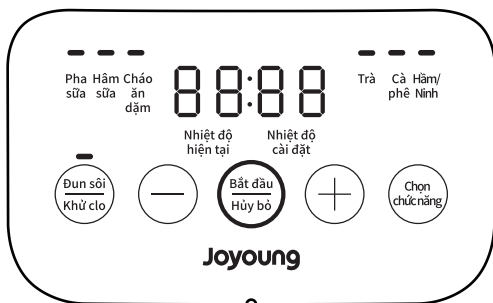 Pha sữa
Hâm sữa
Cháo ăn dặm
88:88
Trà
Cà phê
Hầm/ Ninh
Nhiệt độ hiện tại
Nhiệt độ cài đặt
Đun sôi
Khử clo
—
Bắt đầu
Hủy bỏ
+
Chọn chức năng
Joyoung